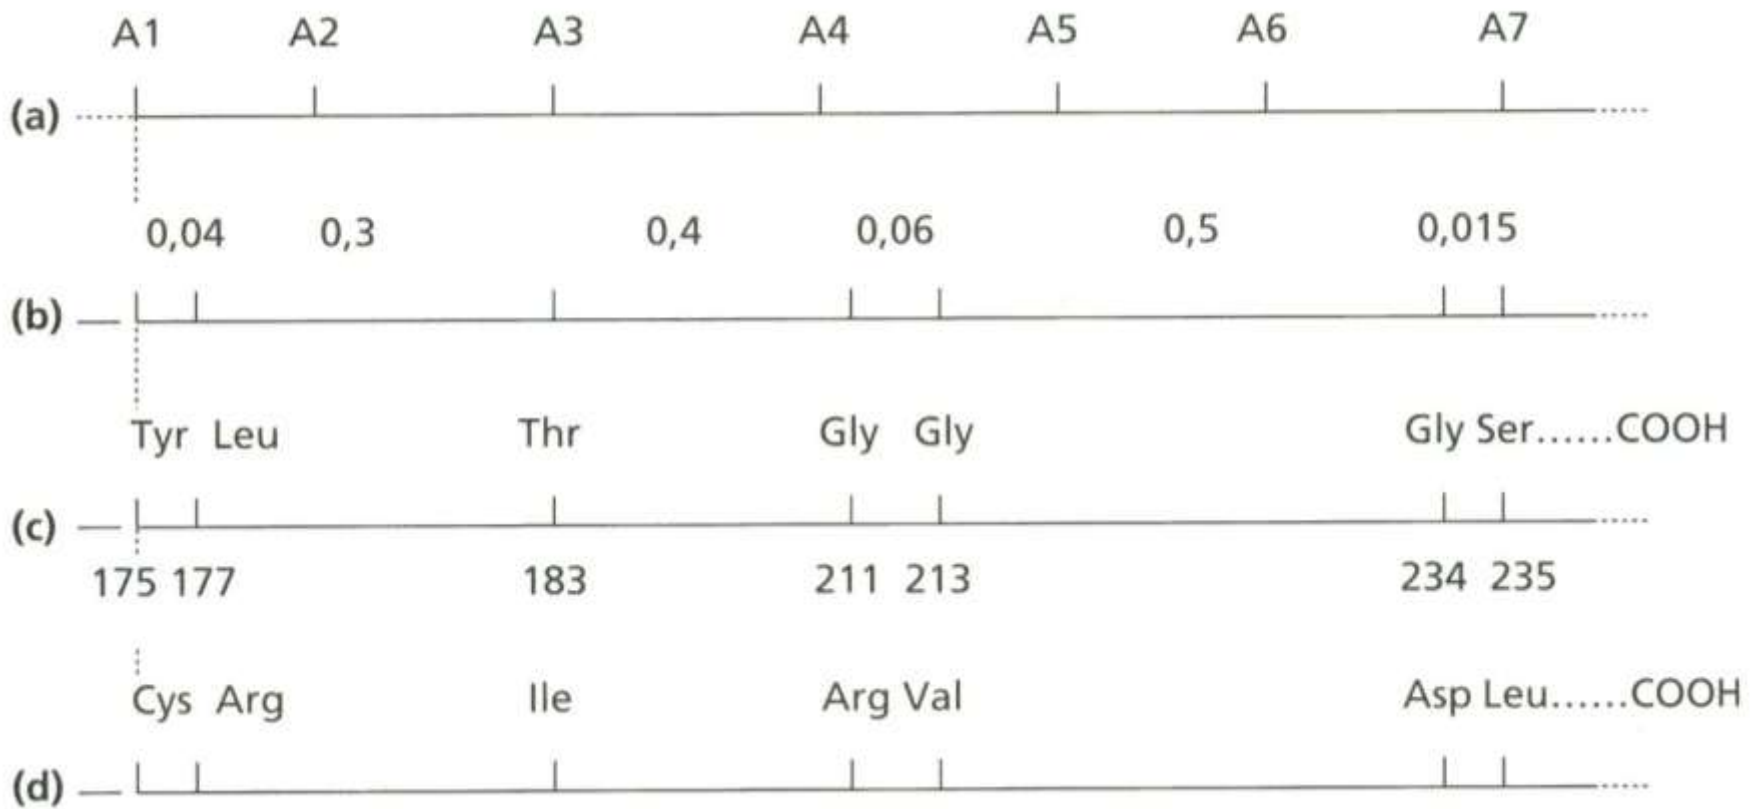 A1 A2 A3 A4 A5 A6 A7
(a)
0,04 0,3 0,4 0,06 0,5 0,015
(b)
Tyr Leu Thr Gly Gly Gly Ser......COOH
(c)
175 177 183 211 213 234 235
Cys Arg Ile Arg Val Asp Leu......COOH
(d)